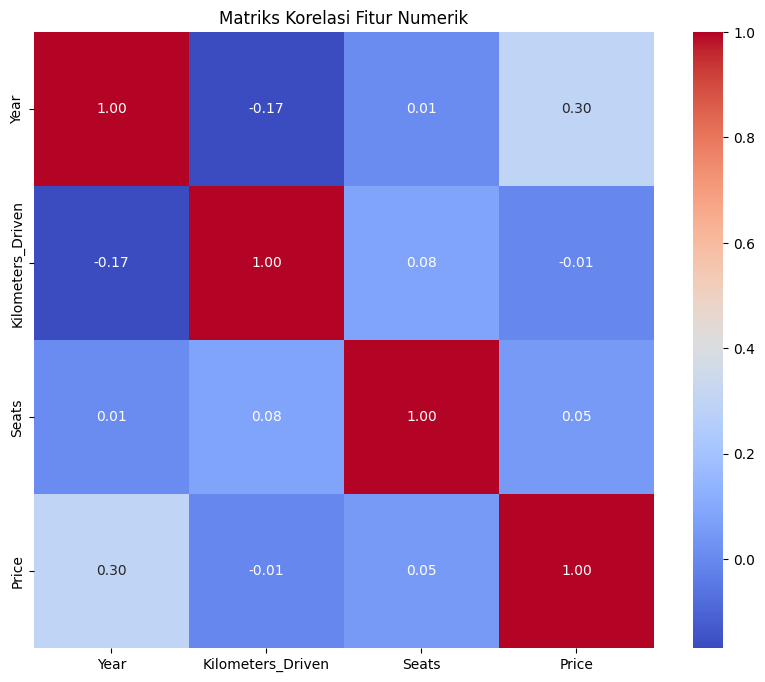 Matriks Korelasi Fitur Numerik
Year
1.00
-0.17
0.01
0.30
Kilometers_Driven
-0.17
1.00
0.08
-0.01
Seats
0.01
0.08
1.00
0.05
Price
0.30
-0.01
0.05
1.00
Year
Kilometers_Driven
Seats
Price
1.0
0.8
0.6
0.4
0.2
0.0